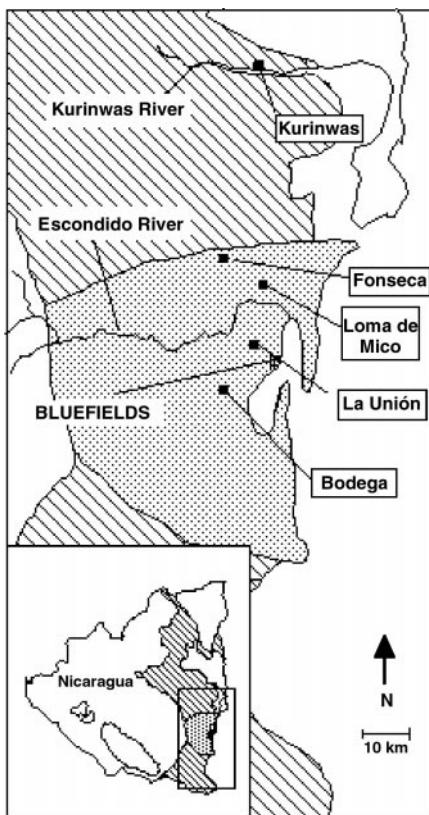 Kurinwas River
Kurinwas
Escondido River
Fonseca
Loma de
Mico
La Unión
BLUEFIELDS
Bodega
Nicaragua
N
10 km